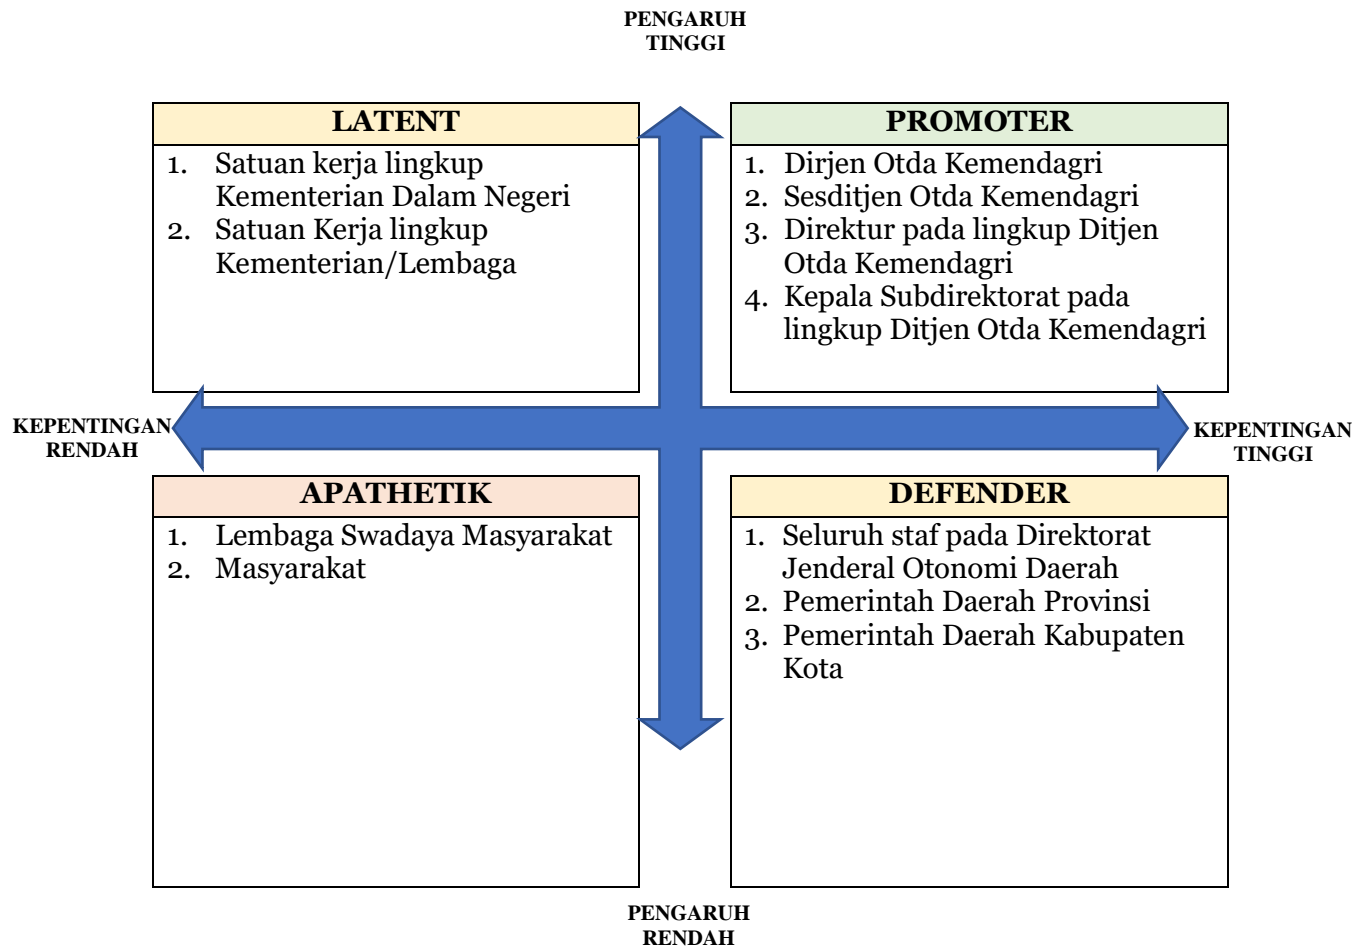 PENGARUH
TINGGI
LATENT
1. Satuan kerja lingkup
Kementerian Dalam Negeri
2. Satuan Kerja lingkup
Kementerian/Lembaga
PROMOTER
1. Dirjen Otda Kemendagri
2. Sesditjen Otda Kemendagri
3. Direktur pada lingkup Ditjen
Otda Kemendagri
4. Kepala Subdirektorat pada
lingkup Ditjen Otda Kemendagri
KEPENTINGAN
RENDAH
KEPENTINGAN
TINGGI
APATHETIK
1. Lembaga Swadaya Masyarakat
2. Masyarakat
DEFENDER
1. Seluruh staf pada Direktorat
Jenderal Otonomi Daerah
2. Pemerintah Daerah Provinsi
3. Pemerintah Daerah Kabupaten
Kota
PENGARUH
RENDAH